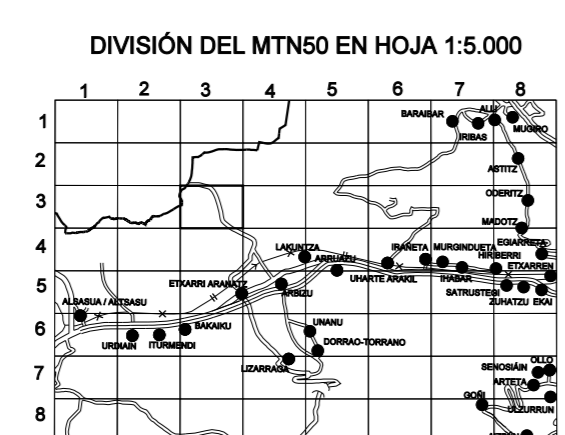 DIVISIÓN DEL MTN50 EN HOJA 1:5.000
1 2 3 4 5 6 7 8
1
BARAIBAR
ALLI
IRIBAS
MUGIRO
2
ASTITZ
3
ODERITZ
MADOTZ
4
LAKUNTZA
ARRUAZU
IRAÑETA
MURGINDUETA
EGIARRETA
HIRIBERRI
ETXARREN
UHARTE ARAKIL
IHABAR
5
ETXARRI ARANATZ
ARBIZU
SATRUSTEGI
ZUHATZU
EKAI
ALSASUA / ALTSASU
6
URDIAIN
ITURMENDI
BAKAIKU
UNANU
DORRAO-TORRANO
7
LIZARRAGA
SENOSIÁIN
OLLO
ARTETA
8
GOÑI
ULZURRUN